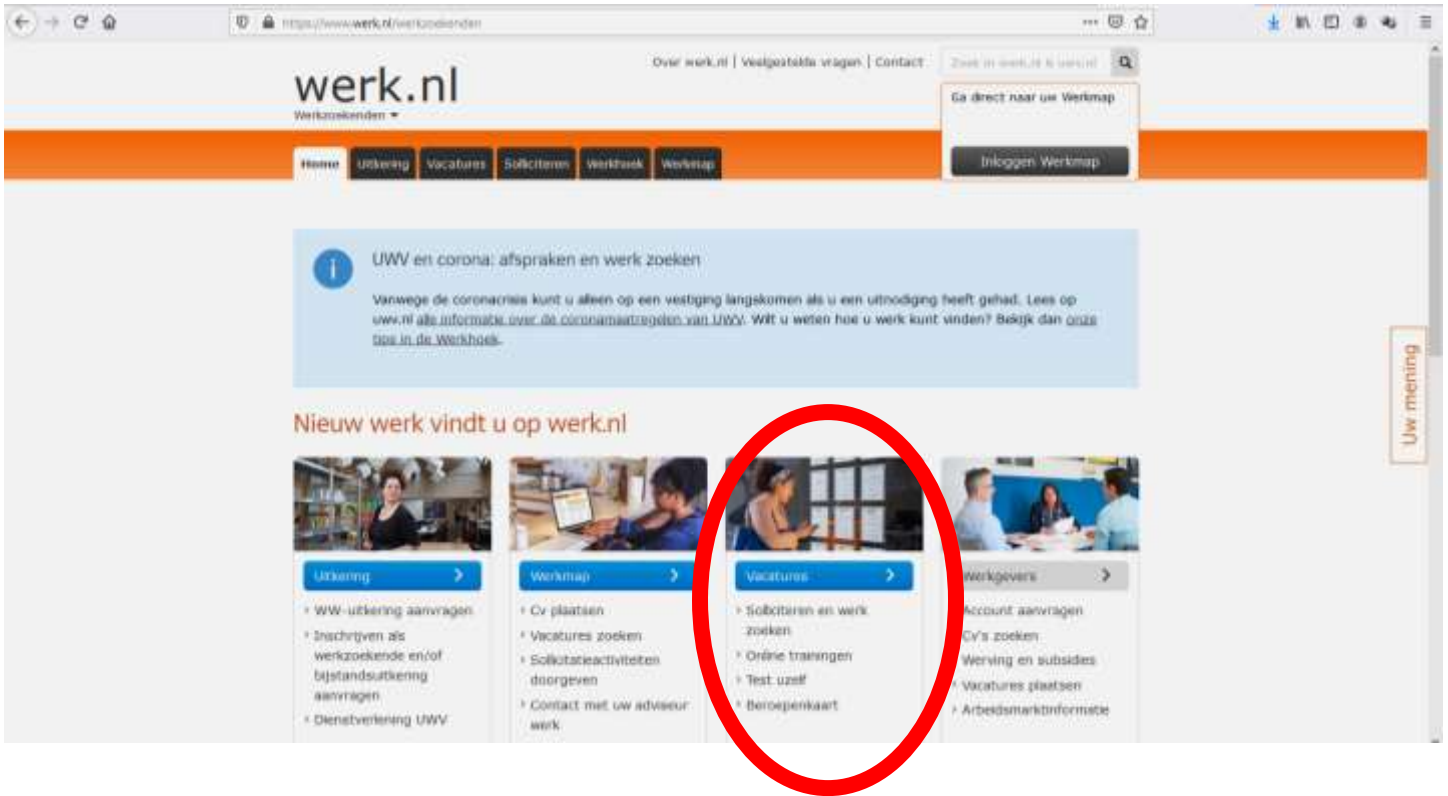 https://www.werk.nl/werkzoekenden
Over werk.nl | Veelgestelde vragen | Contact
Zoek in werk.nl & uwv.nl
werk.nl
Werkzoekenden
Ga direct naar uw Werkmap
Inloggen Werkmap
Home Uitkering Vacatures Solliciteren Werkhoek Werkmap
UWV en corona: afspraken en werk zoeken
Vanwege de coronacrisis kunt u alleen op een vestiging langskomen als u een uitnodiging heeft gehad. Lees op
uwv.nl alle informatie over de coronamaatregelen van UWV. Wilt u weten hoe u werk kunt vinden? Bekijk dan onze
tips in de Werkhoek.
Uw mening
Nieuw werk vindt u op werk.nl
Uitkering
WW-uitkering aanvragen
Inschrijven als
werkzoekende en/of
bijstandsuitkering
aanvragen
Dienstverlening UWV
Werkmap
Cv plaatsen
Vacatures zoeken
Sollicitatieactiviteiten
doorgeven
Contact met uw adviseur
werk
Vacatures
Solliciteren en werk
zoeken
Online trainingen
Test uzelf
Beroepenkaart
Werkgevers
Account aanvragen
Cv's zoeken
Werving en subsidies
Vacatures plaatsen
Arbeidsmarktinformatie